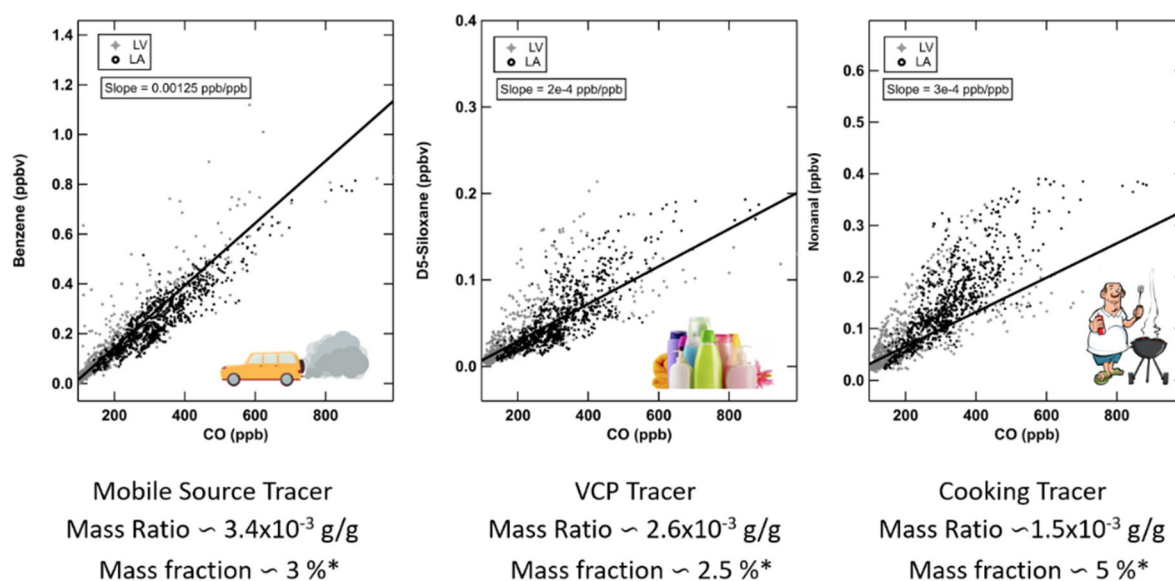 1.4
1.2
1.0
0.8
0.6
0.4
0.2
0.0
Benzene (ppbv)
LV
LA
Slope = 0.00125 ppb/ppb
200 400 600 800
CO (ppb)
0.4
0.3
0.2
0.1
0.0
D5-Siloxane (ppbv)
LV
LA
Slope = 2e-4 ppb/ppb
200 400 600 800
CO (ppb)
0.6
0.5
0.4
0.3
0.2
0.1
0.0
Nonanal (ppbv)
LV
LA
Slope = 3e-4 ppb/ppb
200 400 600 800
CO (ppb)
Mobile Source Tracer
Mass Ratio ∽ 3.4x10⁻³ g/g
Mass fraction ∽ 3 %*
VCP Tracer
Mass Ratio ∽ 2.6x10⁻³ g/g
Mass fraction ∽ 2.5 %*
Cooking Tracer
Mass Ratio ∽1.5x10⁻³ g/g
Mass fraction ∽ 5 %*